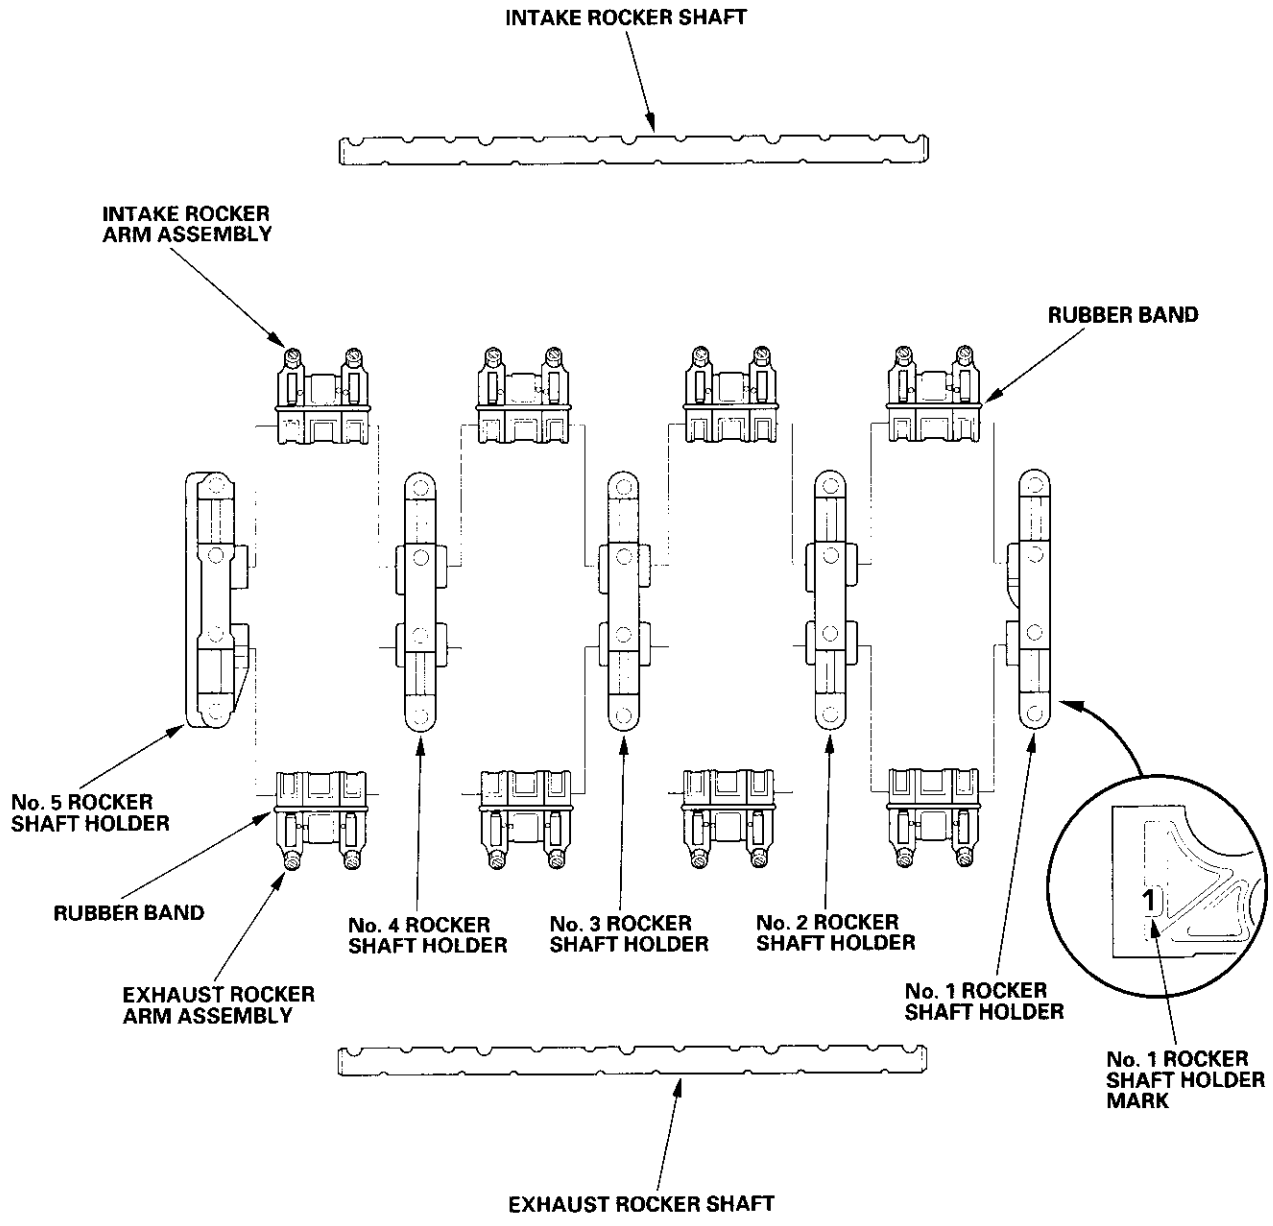 INTAKE ROCKER SHAFT
INTAKE ROCKER
ARM ASSEMBLY
RUBBER BAND
No. 5 ROCKER
SHAFT HOLDER
RUBBER BAND
No. 4 ROCKER
SHAFT HOLDER
No. 3 ROCKER
SHAFT HOLDER
No. 2 ROCKER
SHAFT HOLDER
1
EXHAUST ROCKER
ARM ASSEMBLY
No. 1 ROCKER
SHAFT HOLDER
No. 1 ROCKER
SHAFT HOLDER
MARK
EXHAUST ROCKER SHAFT